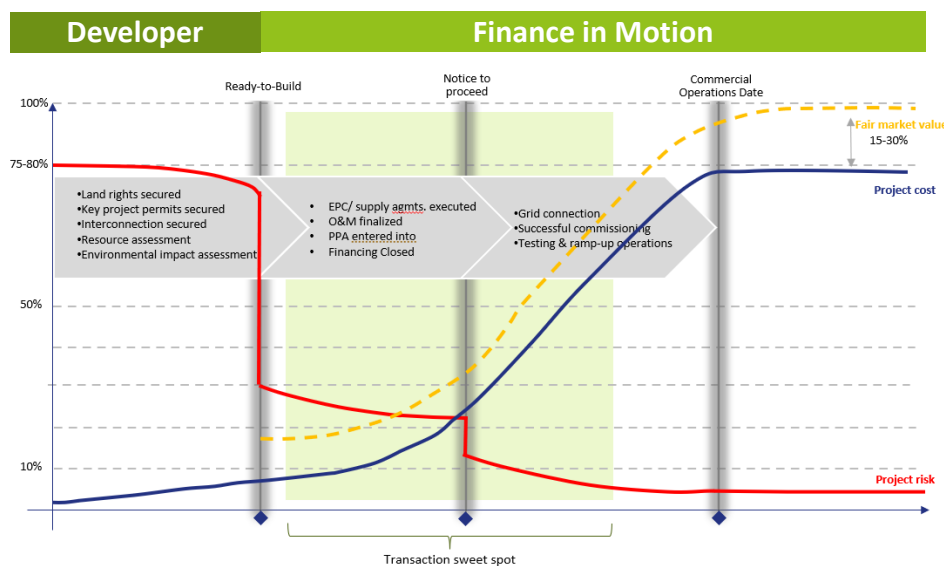 Developer
Finance in Motion
Ready-to-Build
Notice to
proceed
Commercial
Operations Date
100%
75-80%
50%
10%
Fair market value
15-30%
Project cost
•Land rights secured
•Key project permits secured
•Interconnection secured
•Resource assessment
•Environmental impact assessment
• EPC/ supply agmts. executed
• O&M finalized
• PPA entered into
• Financing Closed
•Grid connection
•Successful commissioning
•Testing & ramp-up operations
Project risk
Transaction sweet spot